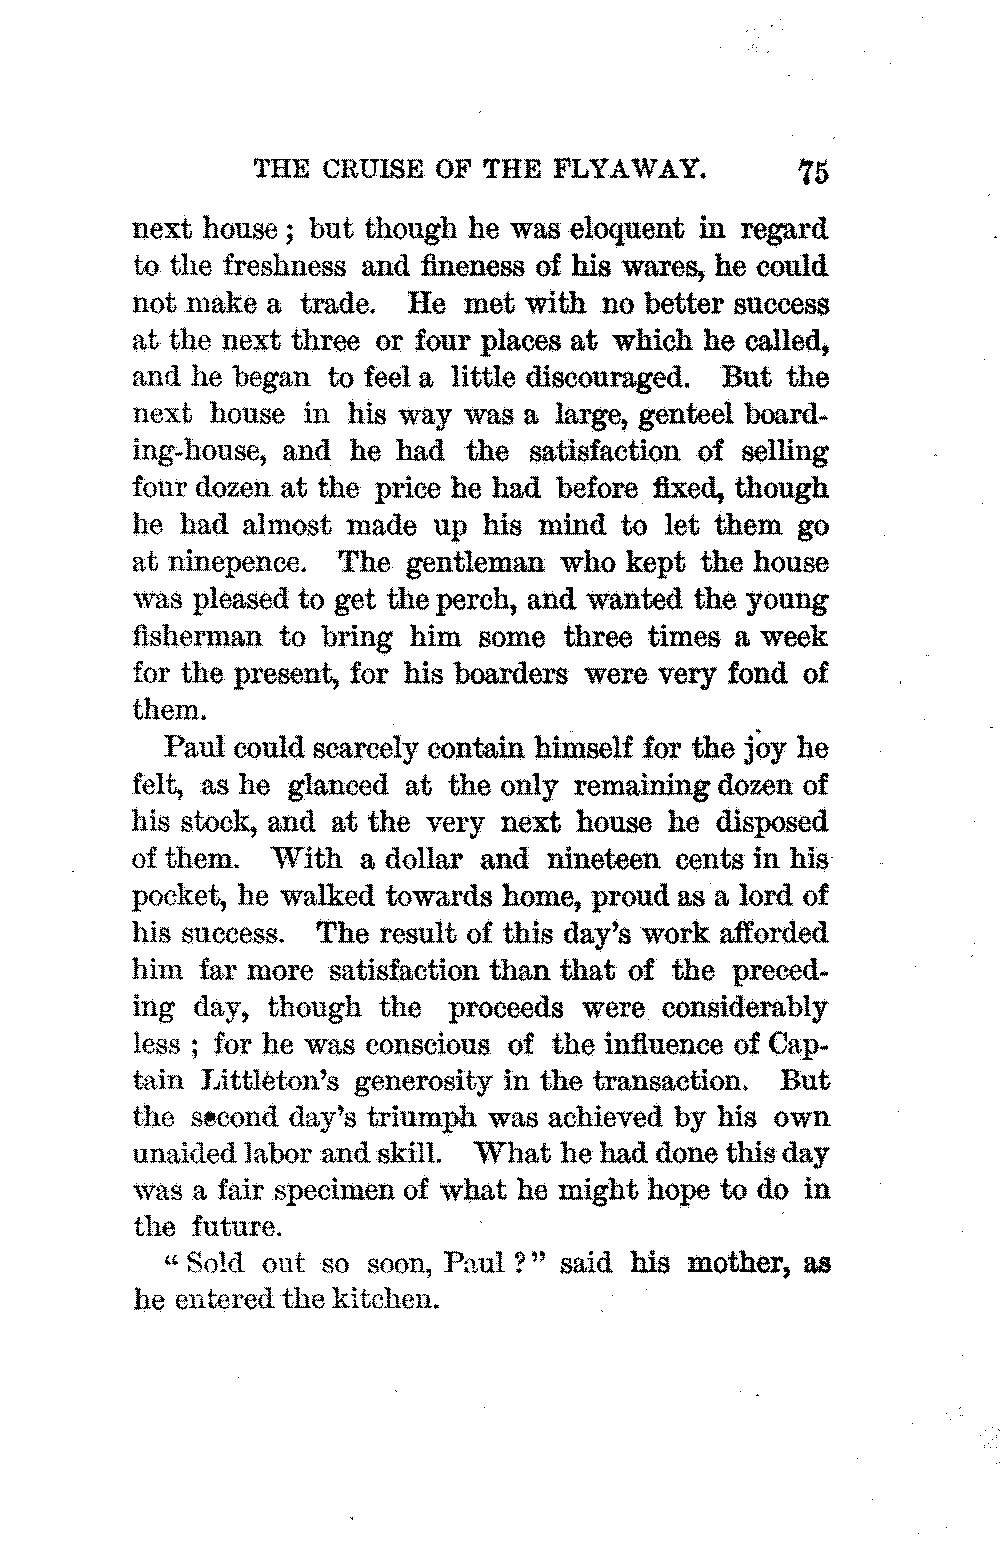 THE CRUISE OF THE FLYAWAY. 75
next house ; but though he was eloquent in regard
to the freshness and fineness of his wares, he could
not make a trade. He met with no better success
at the next three or four places at which he called,
and he began to feel a little discouraged. But the
next house in his way was a large, genteel board-
ing-house, and he had the satisfaction of selling
four dozen at the price he had before fixed, though
he had almost made up his mind to let them go
at ninepence. The gentleman who kept the house
was pleased to get the perch, and wanted the young
fisherman to bring him some three times a week
for the present, for his boarders were very fond of
them.
Paul could scarcely contain himself for the joy he
felt, as he glanced at the only remaining dozen of
his stock, and at the very next house he disposed
of them. With a dollar and nineteen cents in his
pocket, he walked towards home, proud as a lord of
his success. The result of this day's work afforded
him far more satisfaction than that of the preced-
ing day, though the proceeds were considerably
less ; for he was conscious of the influence of Cap-
tain Littleton's generosity in the transaction. But
the second day's triumph was achieved by his own
unaided labor and skill. What he had done this day
was a fair specimen of what he might hope to do in
the future.
"Sold out so soon, Paul ?" said his mother, as
he entered the kitchen.